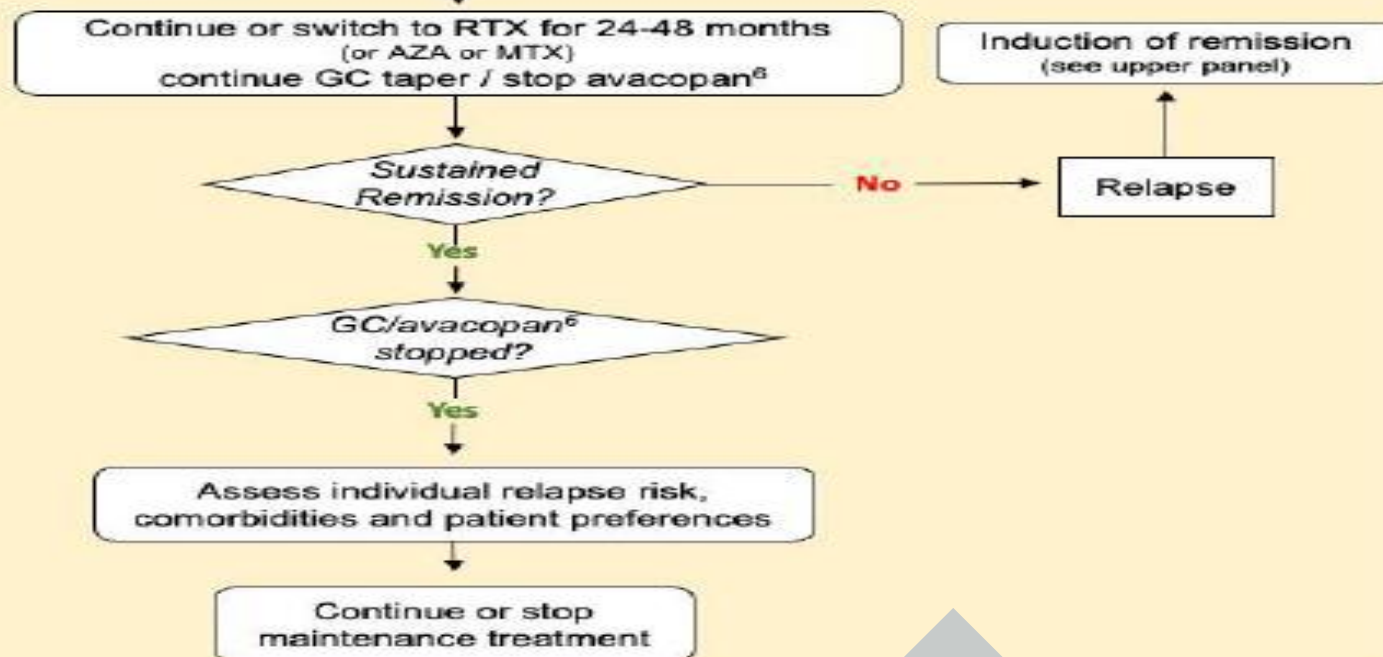 Continue or switch to RTX for 24-48 months
(or AZA or MTX)
continue GC taper / stop avacopan⁶
Induction of remission
(see upper panel)
Sustained
Remission?
No
Relapse
Yes
GC/avacopan⁶
stopped?
Yes
Assess individual relapse risk,
comorbidities and patient preferences
Continue or stop
maintenance treatment